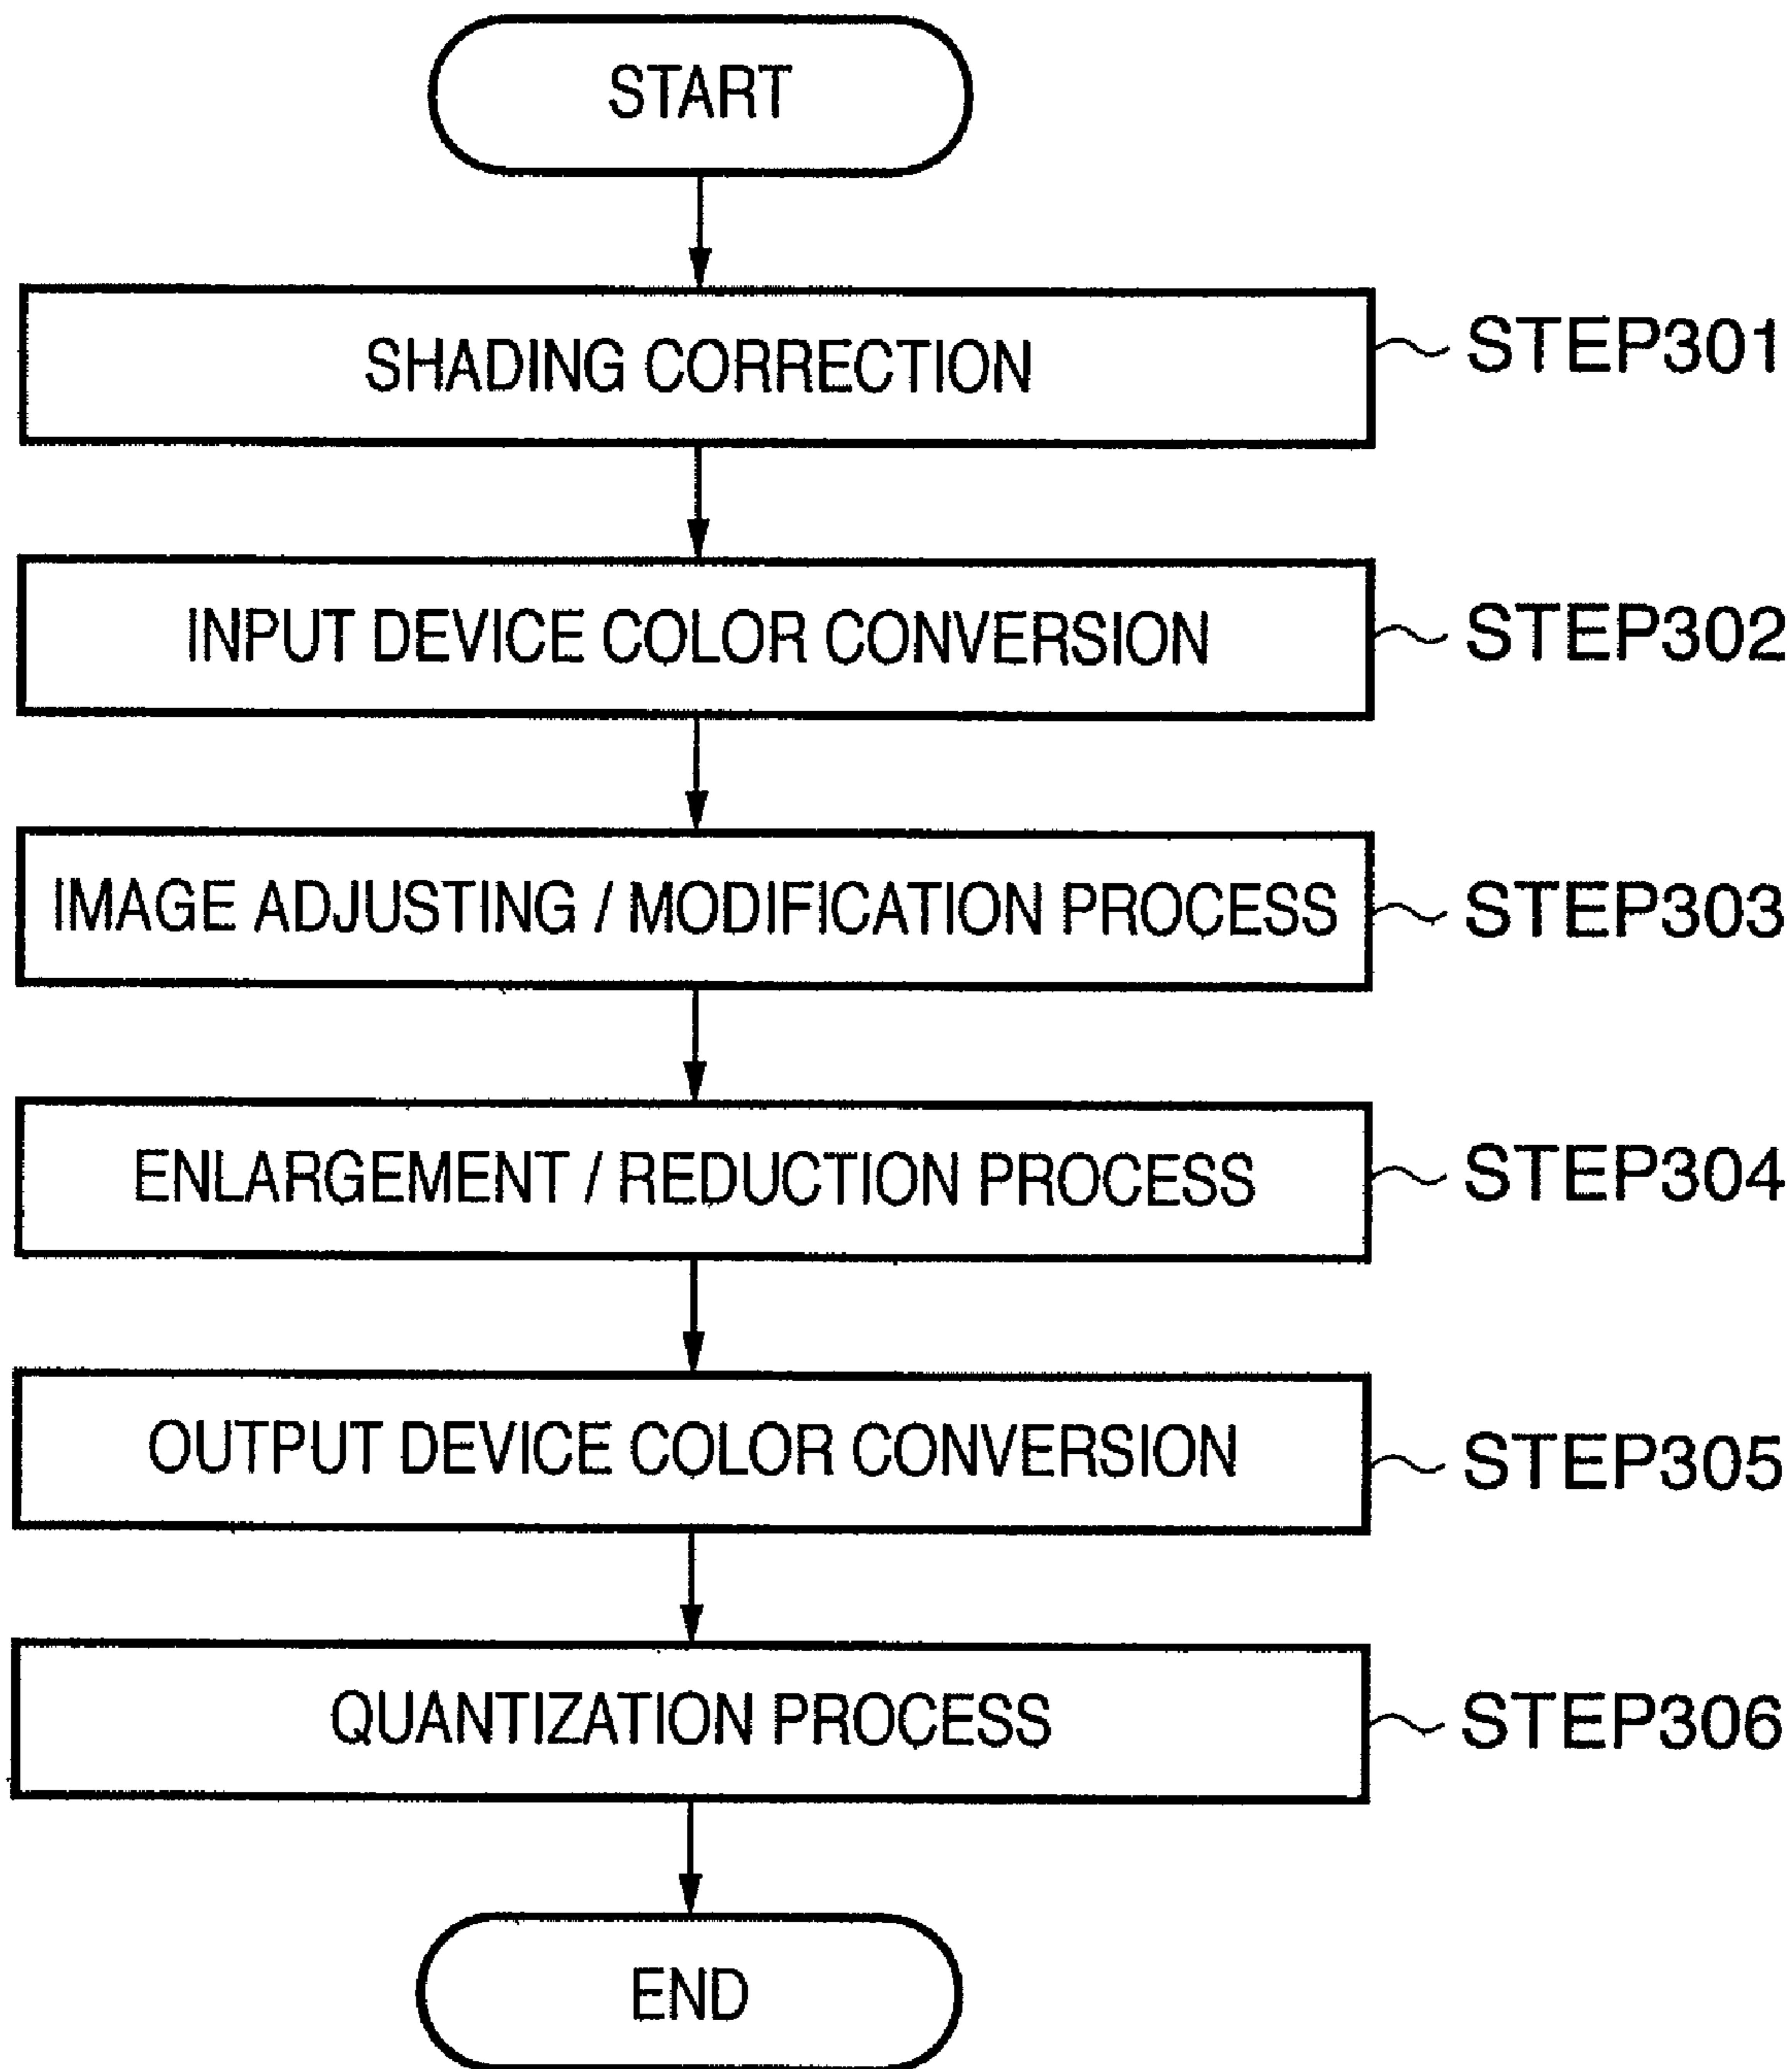 START
SHADING CORRECTION
STEP301
INPUT DEVICE COLOR CONVERSION
STEP302
IMAGE ADJUSTING / MODIFICATION PROCESS
STEP303
ENLARGEMENT / REDUCTION PROCESS
STEP304
OUTPUT DEVICE COLOR CONVERSION
STEP305
QUANTIZATION PROCESS
STEP306
END